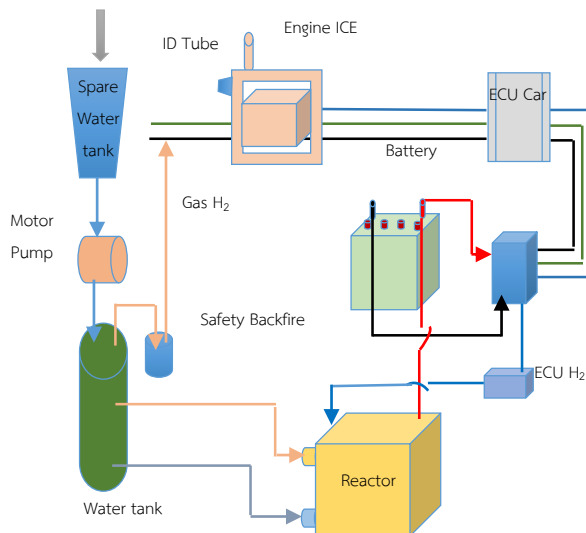 Engine ICE
ID Tube
Spare
Water
tank
ECU Car
Battery
Gas H2
Motor
Pump
Safety Backfire
ECU H2
Reactor
Water tank